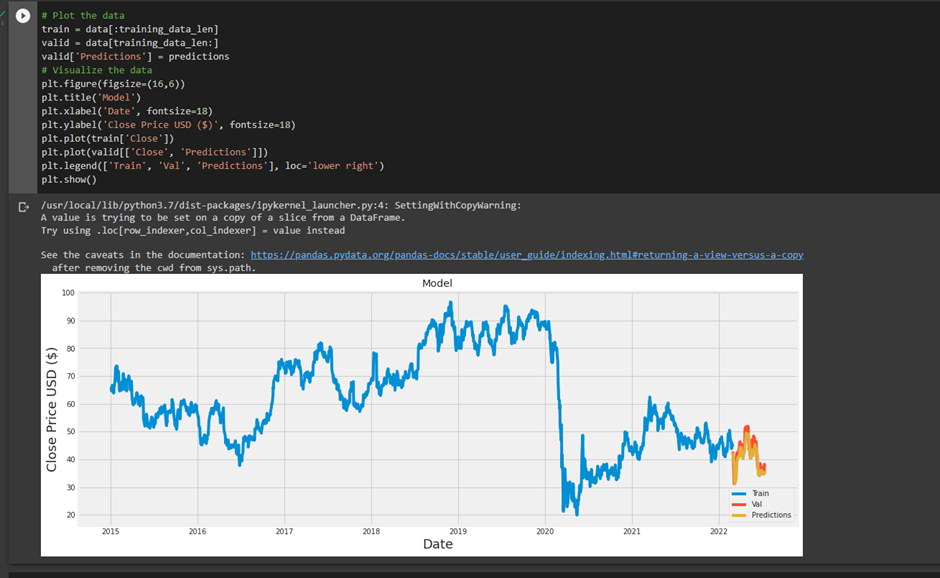 # Plot the data
train = data[:training_data_len]
valid = data[training_data_len:]
valid['Predictions'] = predictions
# Visualize the data
plt.figure(figsize=(16,6))
plt.title('Model')
plt.xlabel('Date', fontsize=18)
plt.ylabel('Close Price USD ($)', fontsize=18)
plt.plot(train['Close'])
plt.plot(valid[['Close', 'Predictions']])
plt.legend(['Train', 'Val', 'Predictions'], loc='lower right')
plt.show()
/usr/local/lib/python3.7/dist-packages/ipykernel_launcher.py:4: SettingWithCopyWarning:
A value is trying to be set on a copy of a slice from a DataFrame.
Try using .loc[row_indexer,col_indexer] = value instead
See the caveats in the documentation: https://pandas.pydata.org/pandas-docs/stable/user_guide/indexing.html#returning-a-view-versus-a-copy
after removing the cwd from sys.path.
Model
Close Price USD ($)
100
90
80
70
60
50
40
30
20
Train
Val
Predictions
2015 2016 2017 2018 2019 2020 2021 2022
Date